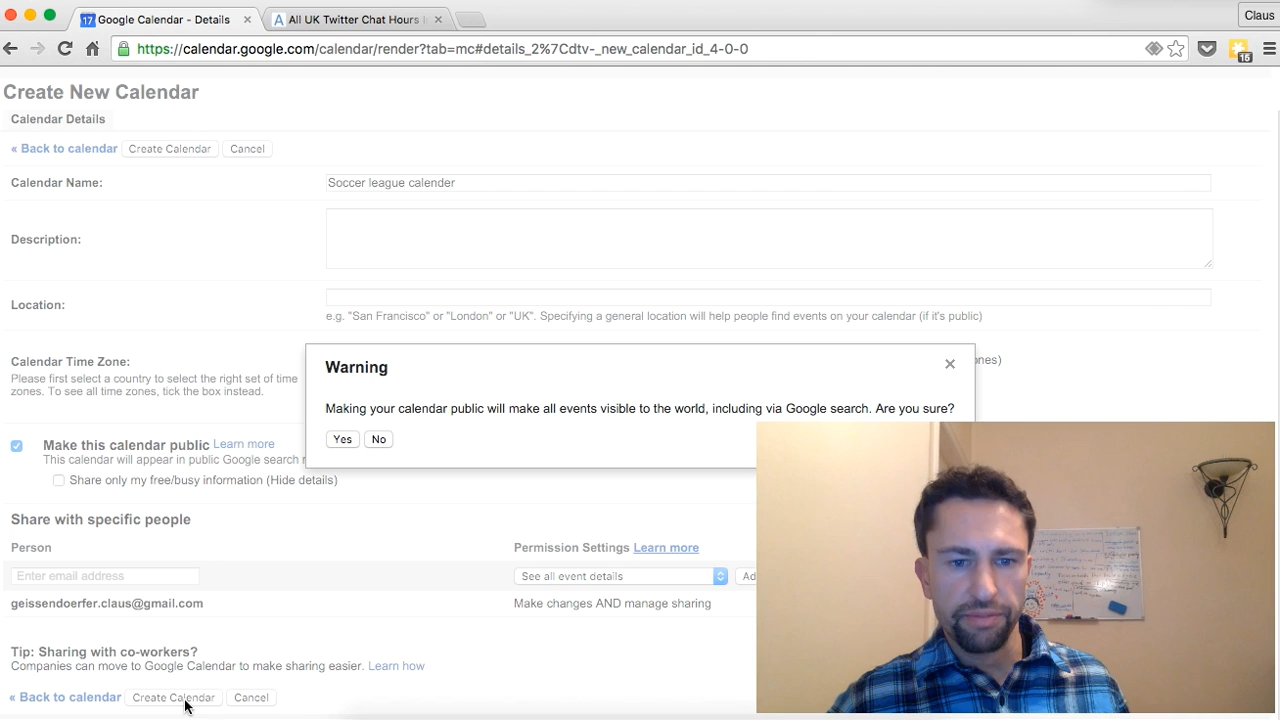 17 Google Calendar - Details
A All UK Twitter Chat Hours
Claus
https://calendar.google.com/calendar/render?tab=mc#details_2%7Cdtv-_new_calendar_id_4-0-0
15
Create New Calendar
Calendar Details
« Back to calendar Create Calendar Cancel
Calendar Name: Soccer league calender
Description:
Location:
e.g. "San Francisco" or "London" or "UK". Specifying a general location will help people find events on your calendar (if it's public)
Calendar Time Zone:
Please first select a country to select the right set of time
zones. To see all time zones, tick the box instead.
ones)
Warning
Making your calendar public will make all events visible to the world, including via Google search. Are you sure?
Yes No
Make this calendar public Learn more
This calendar will appear in public Google search r
Share only my free/busy information (Hide details)
Share with specific people
Person Permission Settings Learn more
Enter email address See all event details Ad
geissendoerfer.claus@gmail.com Make changes AND manage sharing
Tip: Sharing with co-workers?
Companies can move to Google Calendar to make sharing easier. Learn how
« Back to calendar Create Calendar Cancel